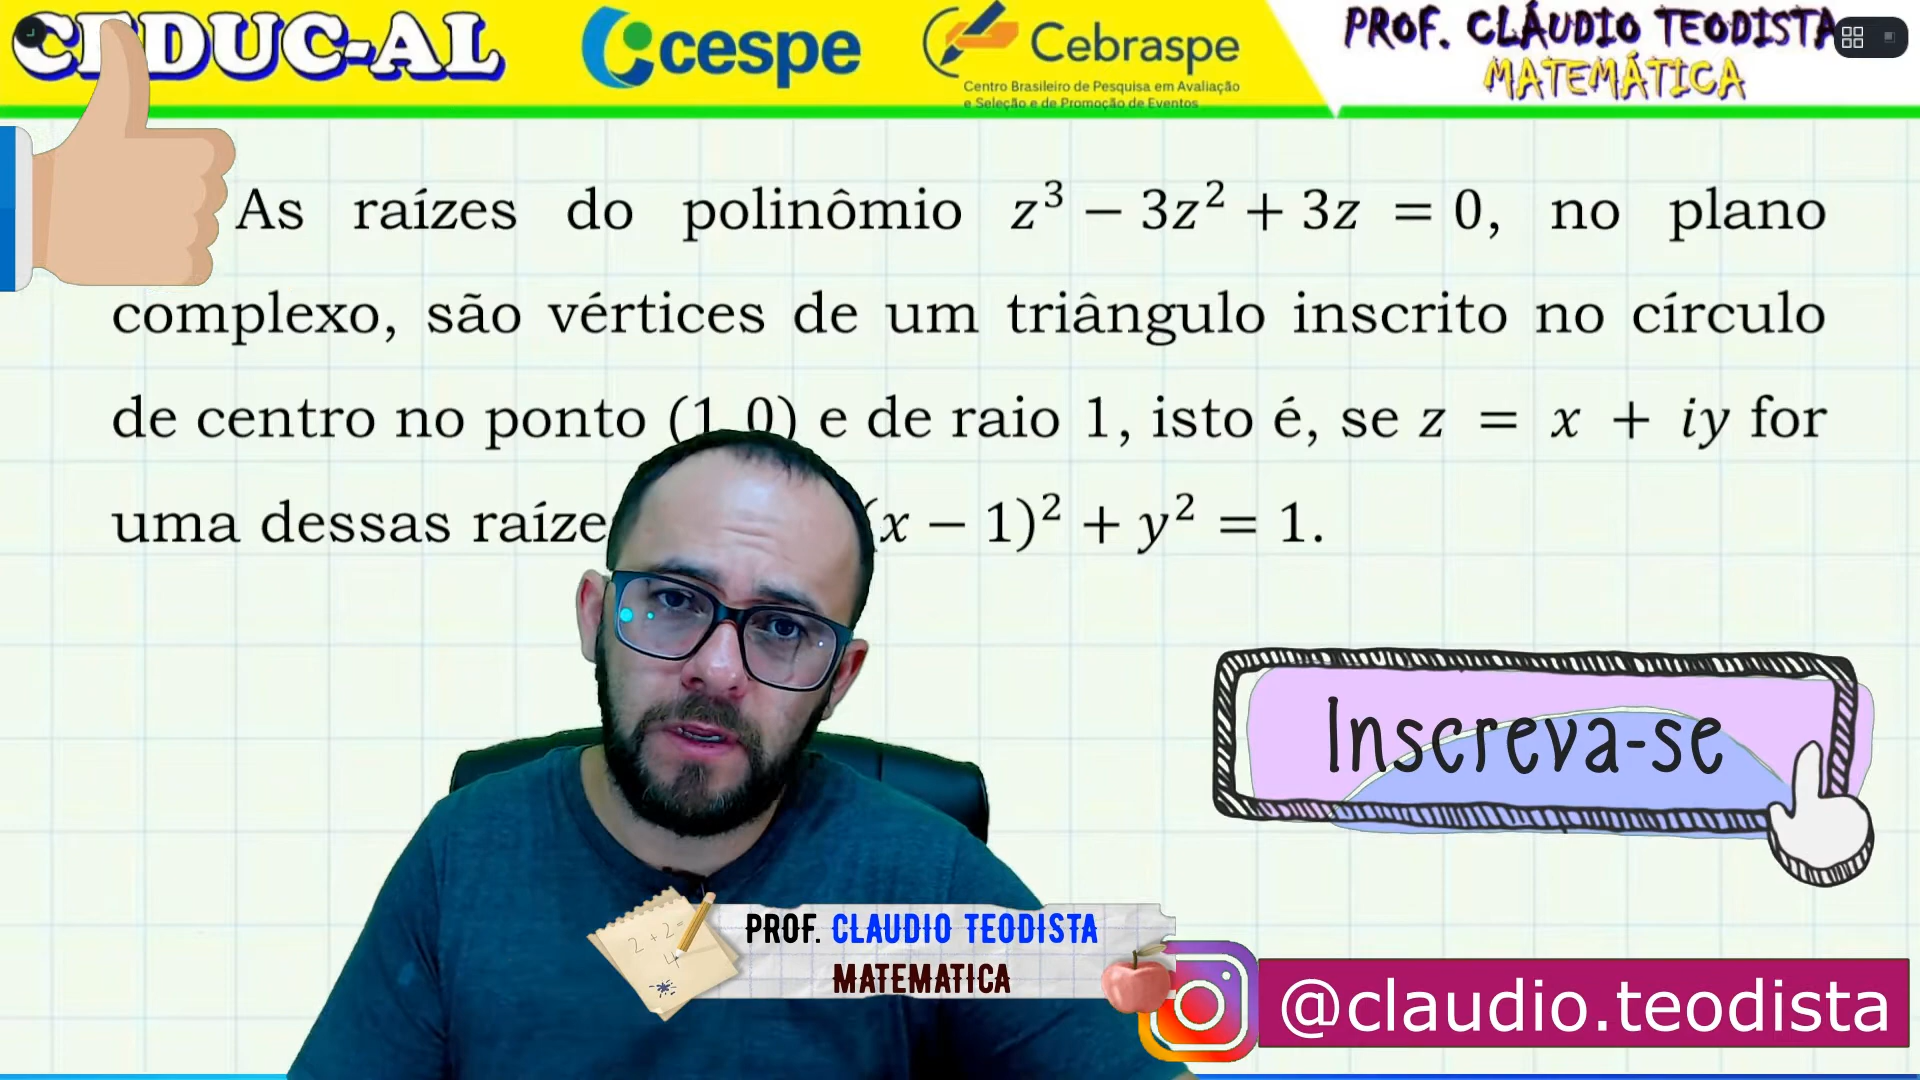 CEDUC-AL
cespe
Cebraspe
Centro Brasileiro de Pesquisa em Avaliação
e Seleção e de Promoção de Eventos
PROF. CLÁUDIO TEODISTA
MATEMÁTICA
As raízes do polinômio z³ − 3z² + 3z = 0, no plano
complexo, são vértices de um triângulo inscrito no círculo
de centro no ponto (1 0) e de raio 1, isto é, se z = x + iy for
uma dessas raíze (x − 1)² + y² = 1.
Inscreva-se
2+2=
4
PROF. CLAUDIO TEODISTA
MATEMATICA
@claudio.teodista